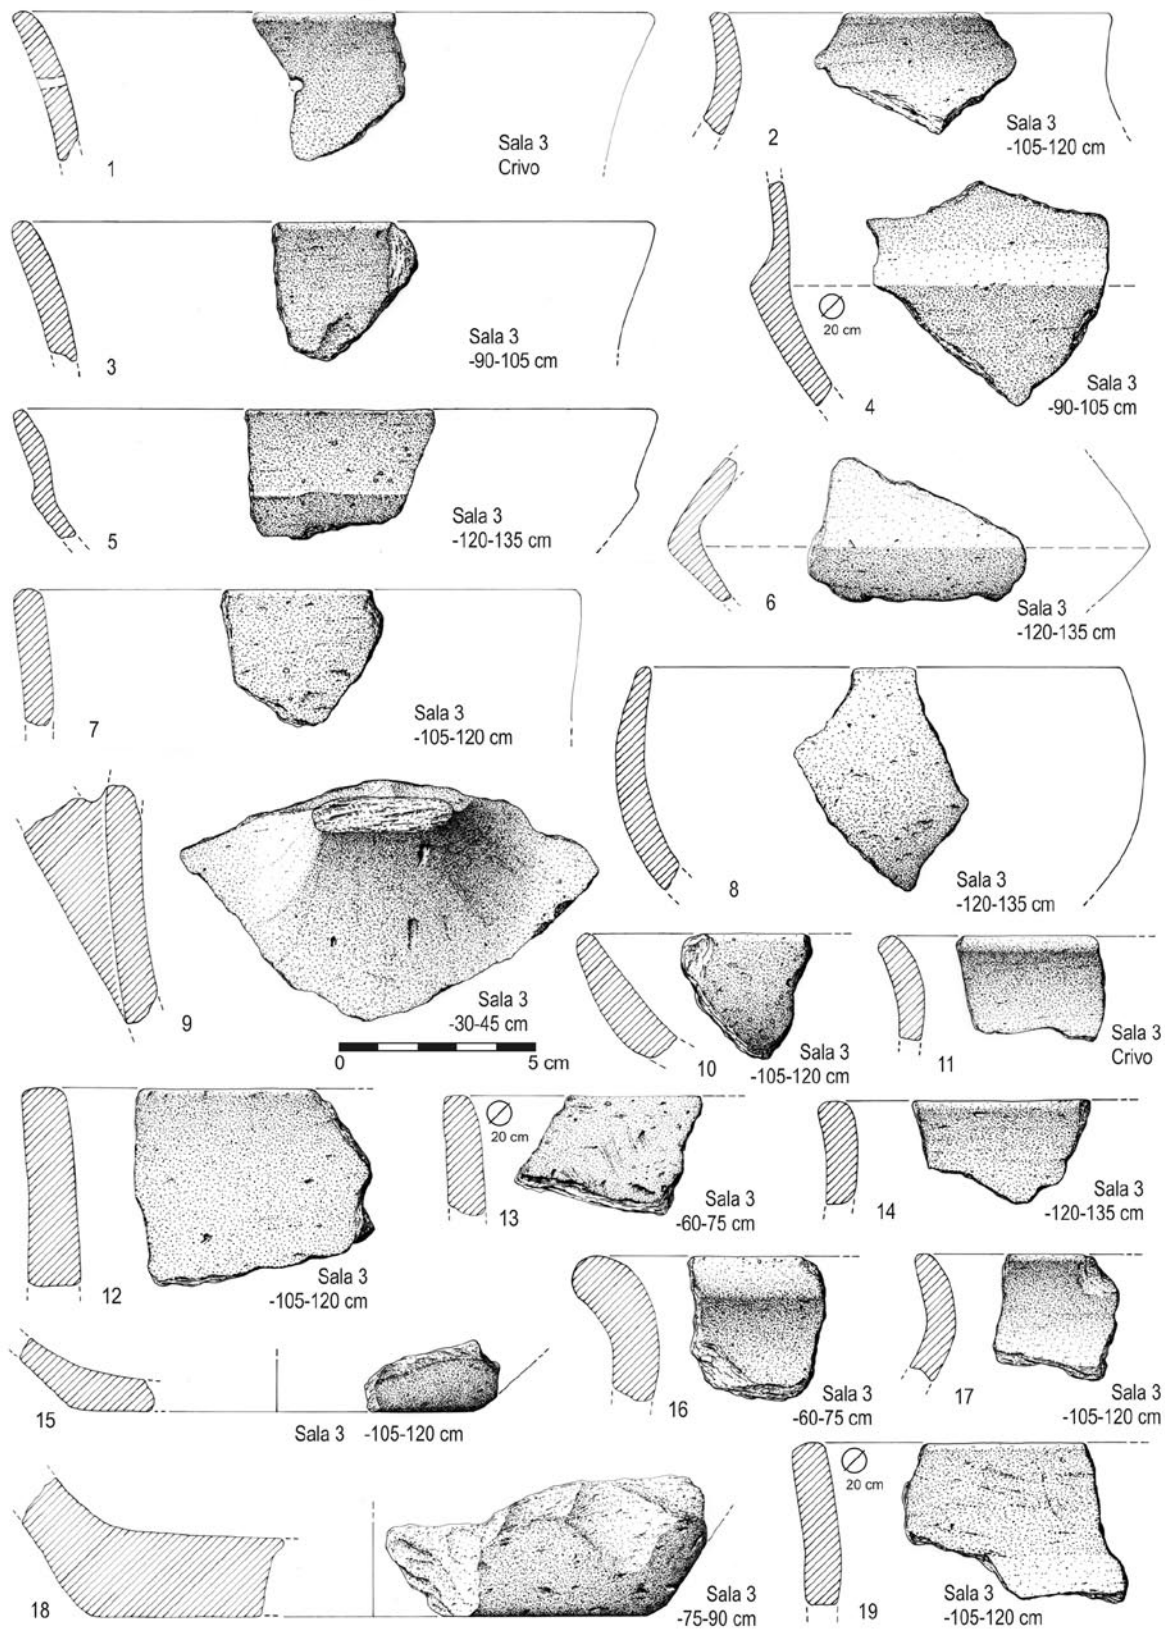 Sala 3
Crivo
1
Sala 3
-105-120 cm
2
Sala 3
-90-105 cm
3
20 cm
Sala 3
-90-105 cm
4
Sala 3
-120-135 cm
5
Sala 3
-120-135 cm
6
Sala 3
-105-120 cm
7
Sala 3
-120-135 cm
8
Sala 3
-30-45 cm
9
0 5 cm
Sala 3
-105-120 cm
10
Sala 3
Crivo
11
Sala 3
-105-120 cm
12
20 cm
Sala 3
-60-75 cm
13
Sala 3
-120-135 cm
14
15
Sala 3 -105-120 cm
Sala 3
-60-75 cm
16
Sala 3
-105-120 cm
17
Sala 3
-75-90 cm
18
20 cm
Sala 3
-105-120 cm
19